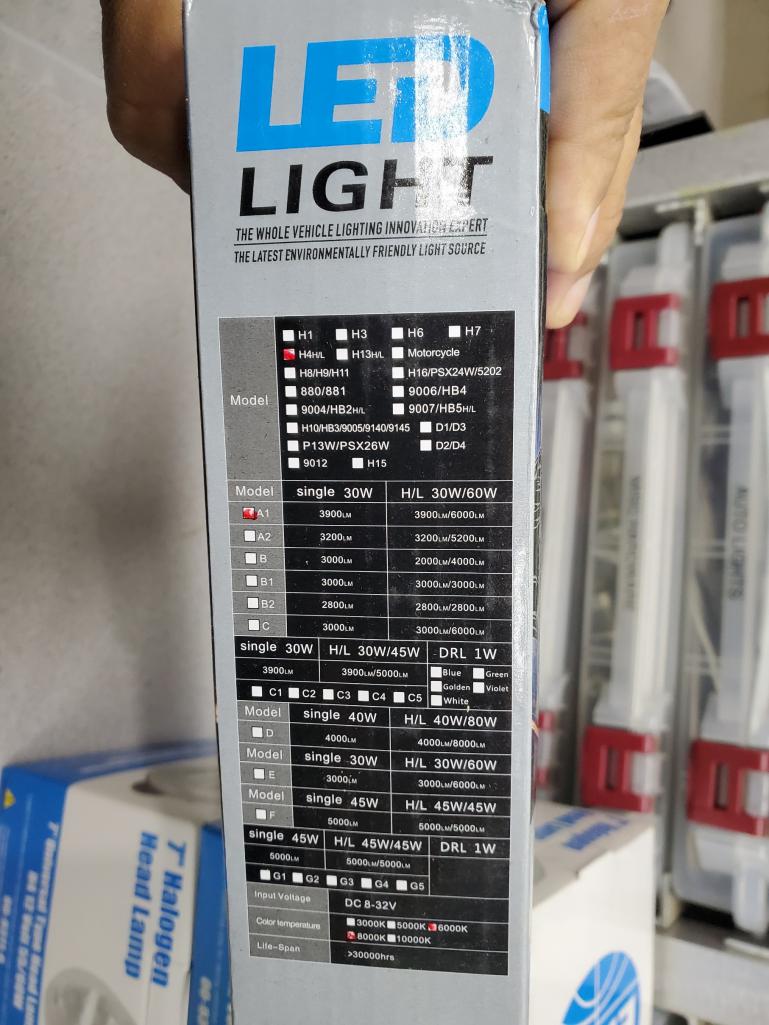 LED
LIGHT
THE WHOLE VEHICLE LIGHTING INNOVATION EXPERT
THE LATEST ENVIRONMENTALLY FRIENDLY LIGHT SOURCE
Model
H1 H3 H6 H7
H4H/L H13H/L Motorcycle
H8/H9/H11 H16/PSX24W/5202
880/881 9006/HB4
9004/HB2H/L 9007/HB5H/L
H10/HB3/9005/9140/9145 D1/D3
P13W/PSX26W D2/D4
9012 H15
Model single 30W H/L 30W/60W
A1 3900LM 3900LM/6000LM
A2 3200LM 3200LM/5200LM
B 3000LM 2000LM/4000LM
B1 3000LM 3000LM/3000LM
B2 2800LM 2800LM/2800LM
C 3000LM 3000LM/6000LM
single 30W H/L 30W/45W DRL 1W
3900LM 3900LM/5000LM Blue Green
Golden Violet
C1 C2 C3 C4 C5 White
Model single 40W H/L 40W/80W
D 4000LM 4000LM/8000LM
Model single 30W H/L 30W/60W
E 3000LM 3000LM/6000LM
Model single 45W H/L 45W/45W
F 5000LM 5000LM/5000LM
single 45W H/L 45W/45W DRL 1W
5000LM 5000LM/5000LM
G1 G2 G3 G4 G5
Input Voltage DC 8-32V
Color temperature 3000K 5000K 6000K
8000K 10000K
Life-Span >30000hrs
7" Halogen
Head Lamp
AUTO LIGHTS
7" Halogen